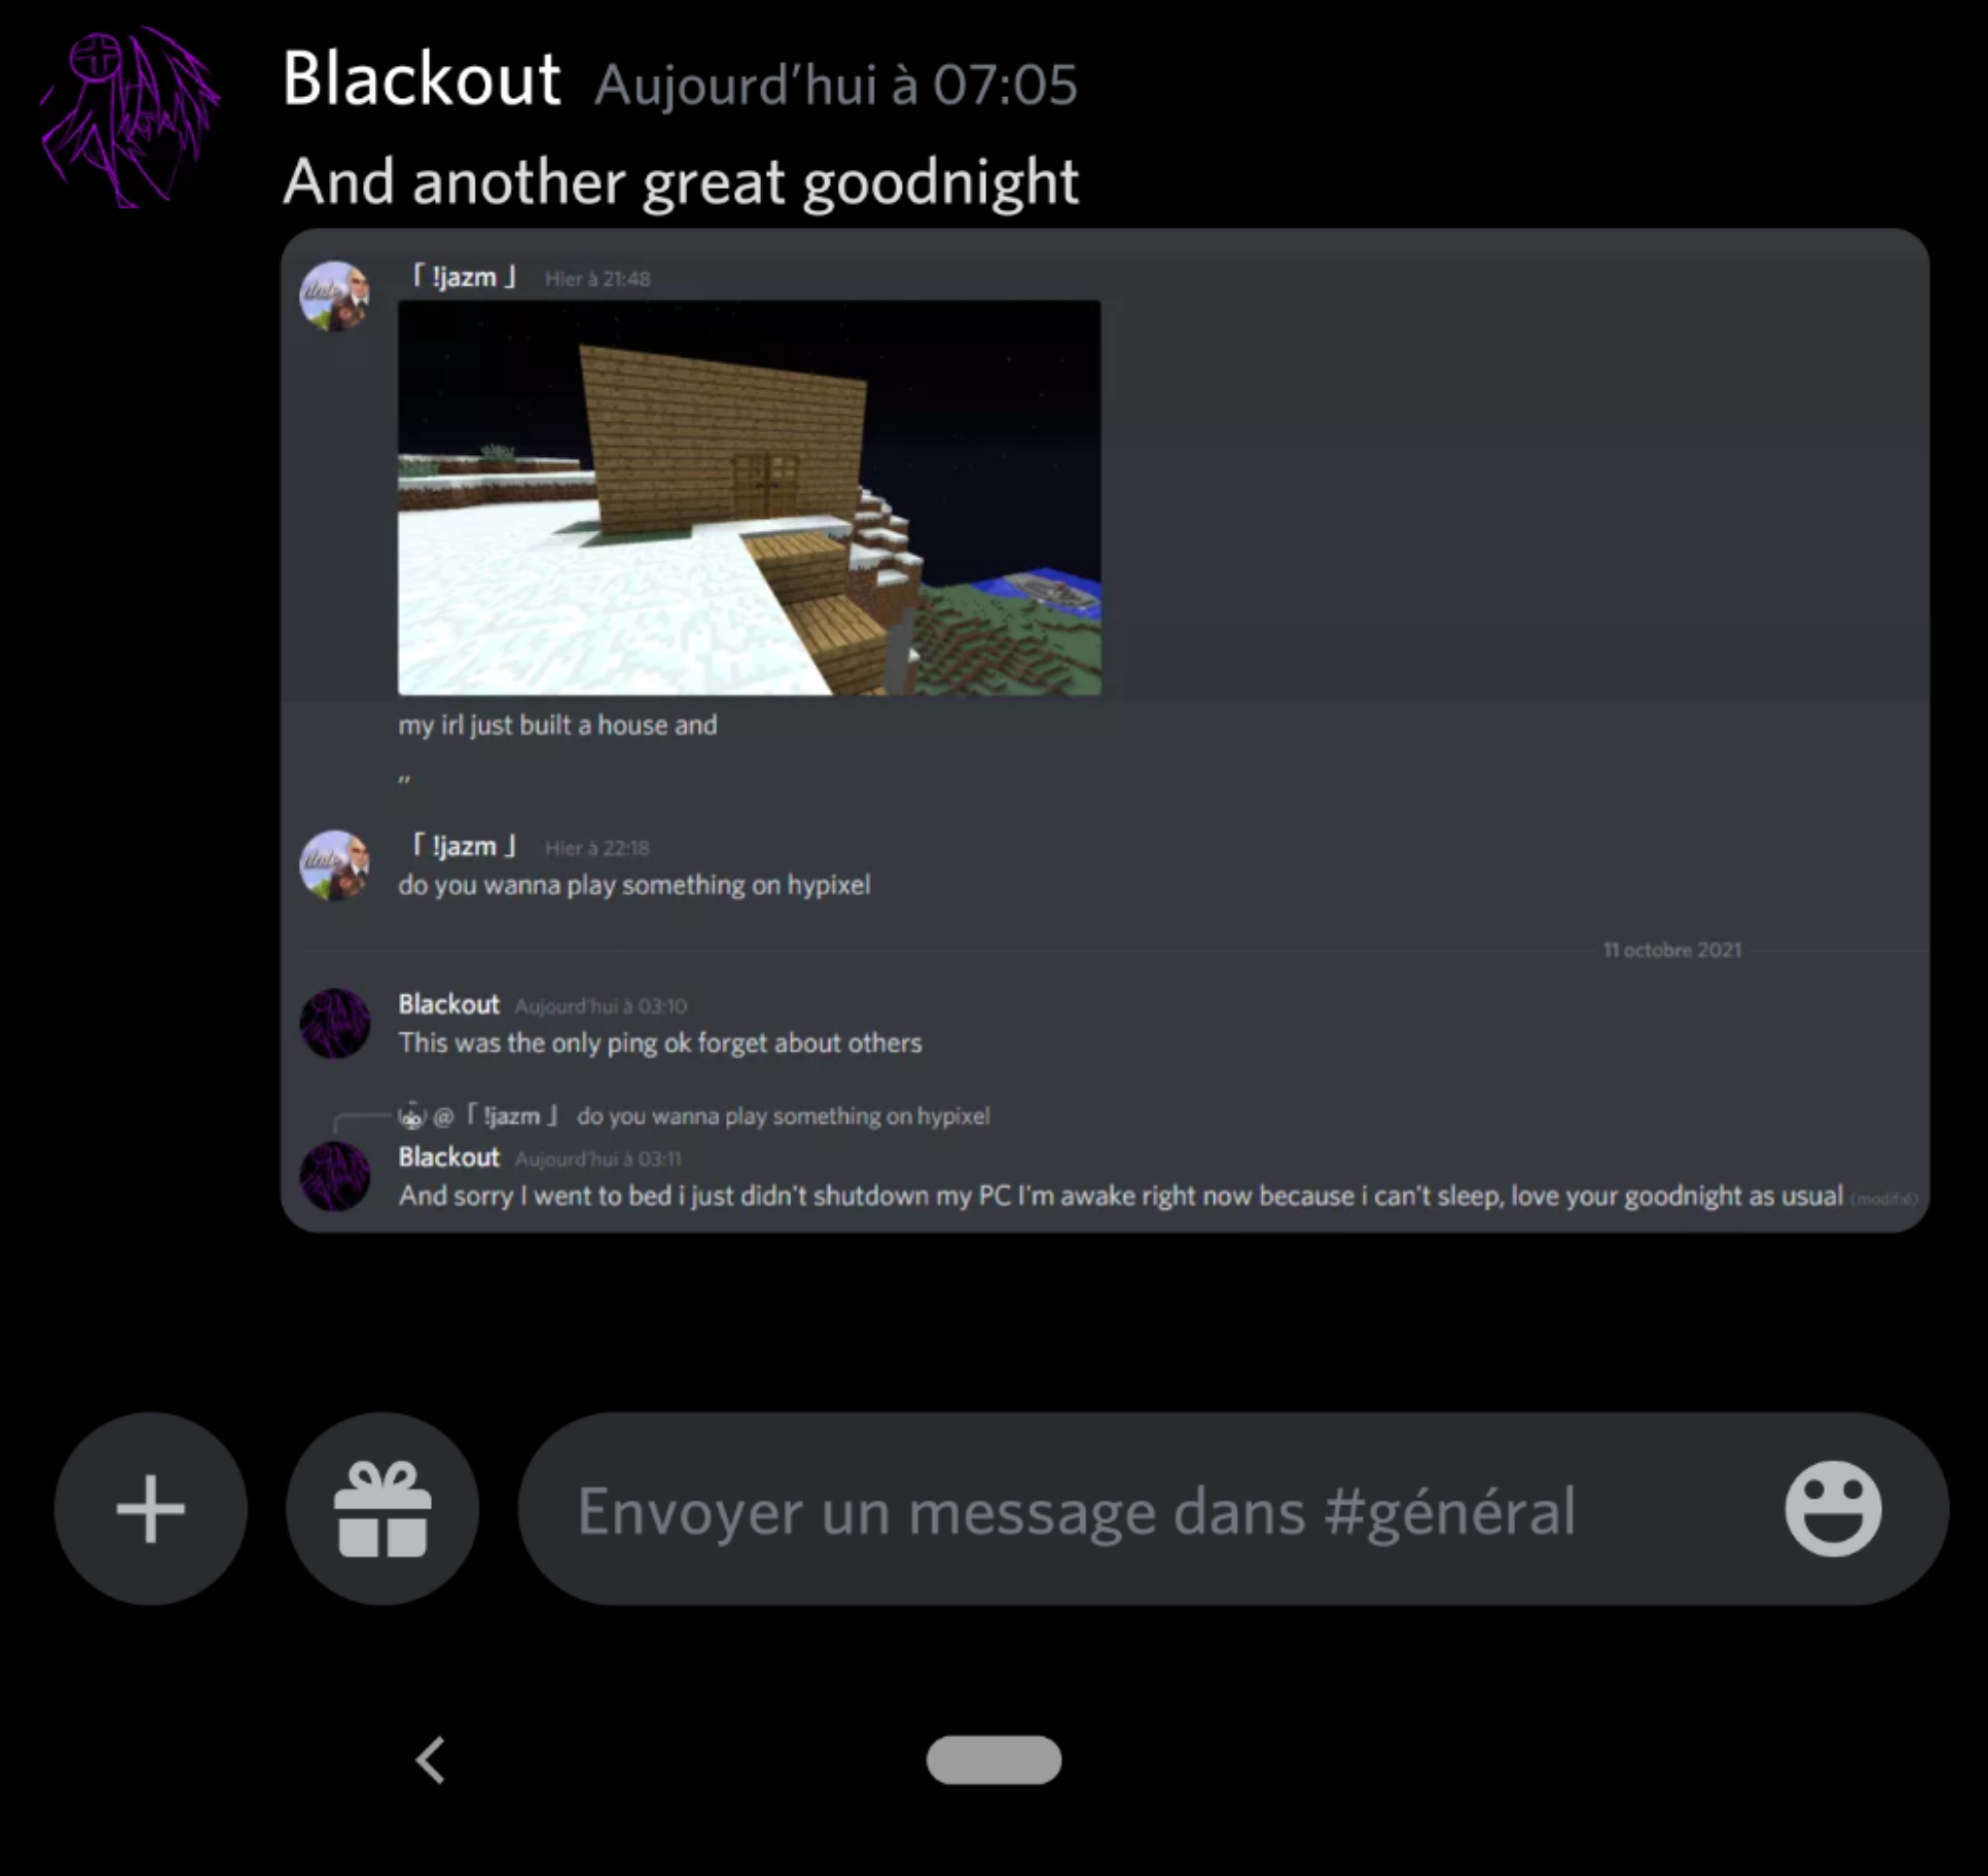 Blackout Aujourd'hui à 07:05
And another great goodnight
「 !jazm 」 Hier à 21:48
my irl just built a house and
,,
「 !jazm 」 Hier à 22:18
do you wanna play something on hypixel
11 octobre 2021
Blackout Aujourd'hui à 03:10
This was the only ping ok forget about others
@ 「 !jazm 」 do you wanna play something on hypixel
Blackout Aujourd'hui à 03:11
And sorry I went to bed i just didn't shutdown my PC I'm awake right now because i can't sleep, love your goodnight as usual (modifié)
Envoyer un message dans #général